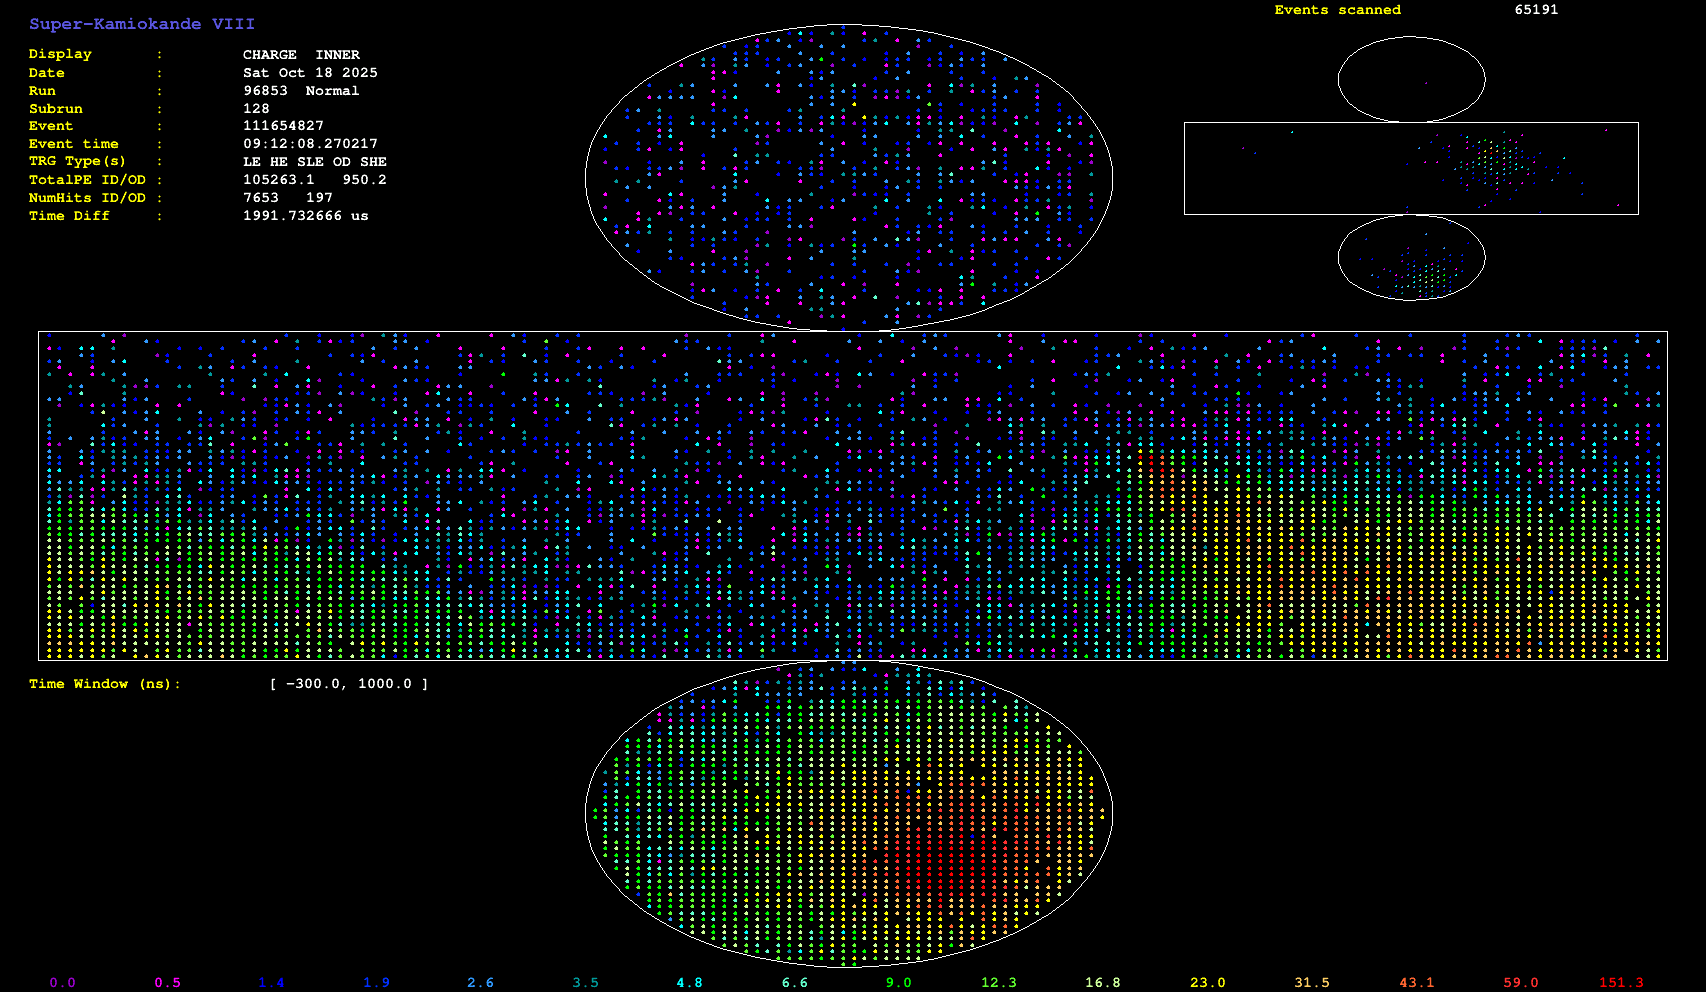 Super-Kamiokande VIII
Events scanned 65191
Display : CHARGE INNER
Date : Sat Oct 18 2025
Run : 96853 Normal
Subrun : 128
Event : 111654827
Event time : 09:12:08.270217
TRG Type(s) : LE HE SLE OD SHE
TotalPE ID/OD : 105263.1 950.2
NumHits ID/OD : 7653 197
Time Diff : 1991.732666 us
Time Window (ns): [ -300.0, 1000.0 ]
0.0 0.5 1.4 1.9 2.6 3.5 4.8 6.6 9.0 12.3 16.8 23.0 31.5 43.1 59.0 151.3